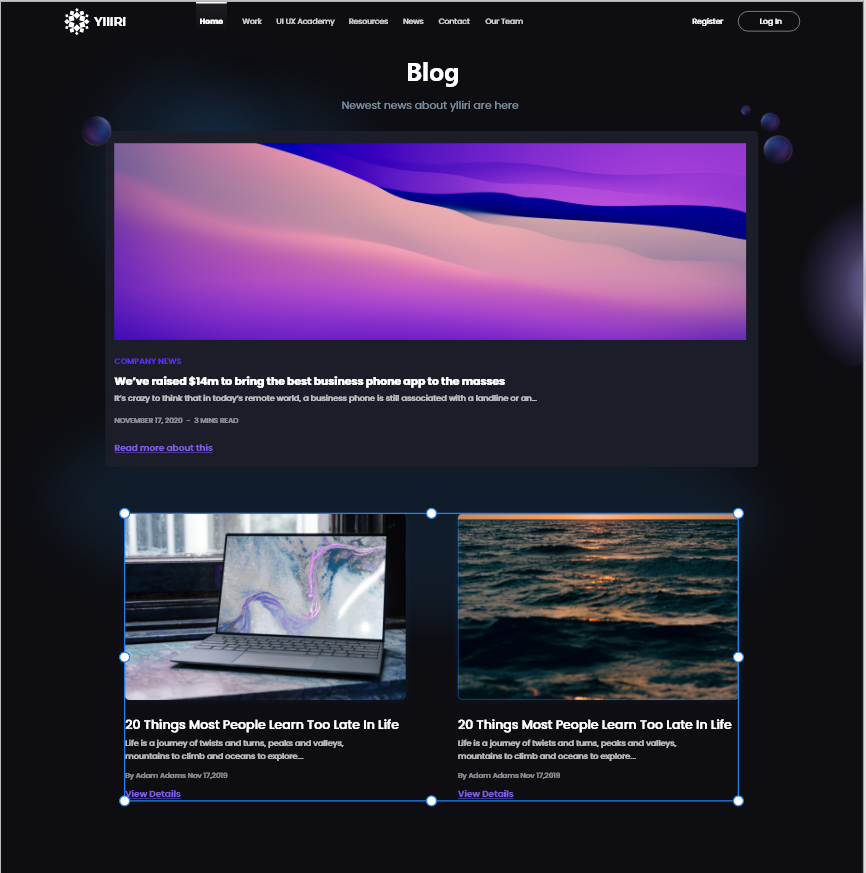 YIIIRI
Home Work UI UX Academy Resources News Contact Our Team Register Log In
Blog
Newest news about ylliri are here
COMPANY NEWS
We've raised $14m to bring the best business phone app to the masses
It's crazy to think that in today's remote world, a business phone is still associated with a landline or an...
NOVEMBER 17, 2020 – 3 MINS READ
Read more about this
20 Things Most People Learn Too Late In Life
Life is a journey of twists and turns, peaks and valleys,
mountains to climb and oceans to explore...
By Adam Adams Nov 17,2019
View Details
20 Things Most People Learn Too Late In Life
Life is a journey of twists and turns, peaks and valleys,
mountains to climb and oceans to explore...
By Adam Adams Nov 17,2019
View Details